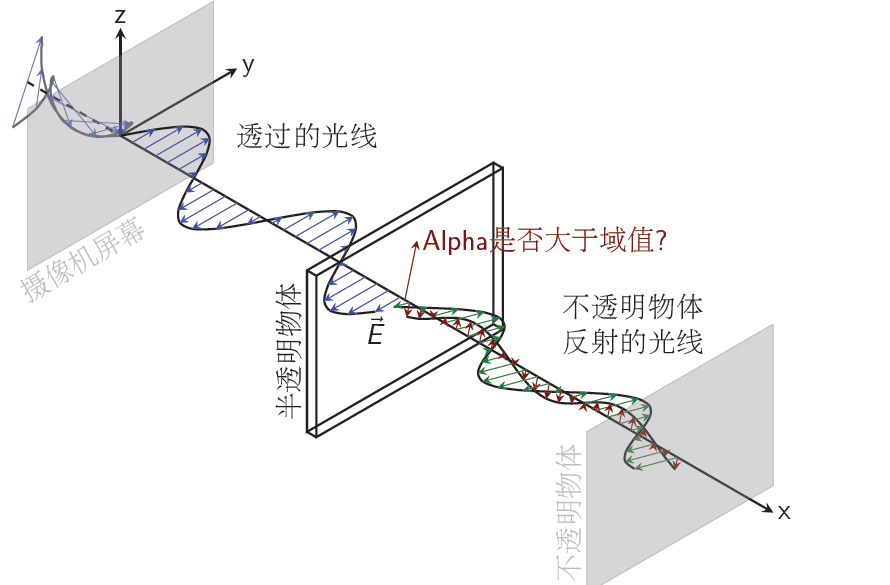 z
y
透过的光线
摄像机屏幕
Alpha是否大于域值?
半透明物体
E
不透明物体
反射的光线
不透明物体
x